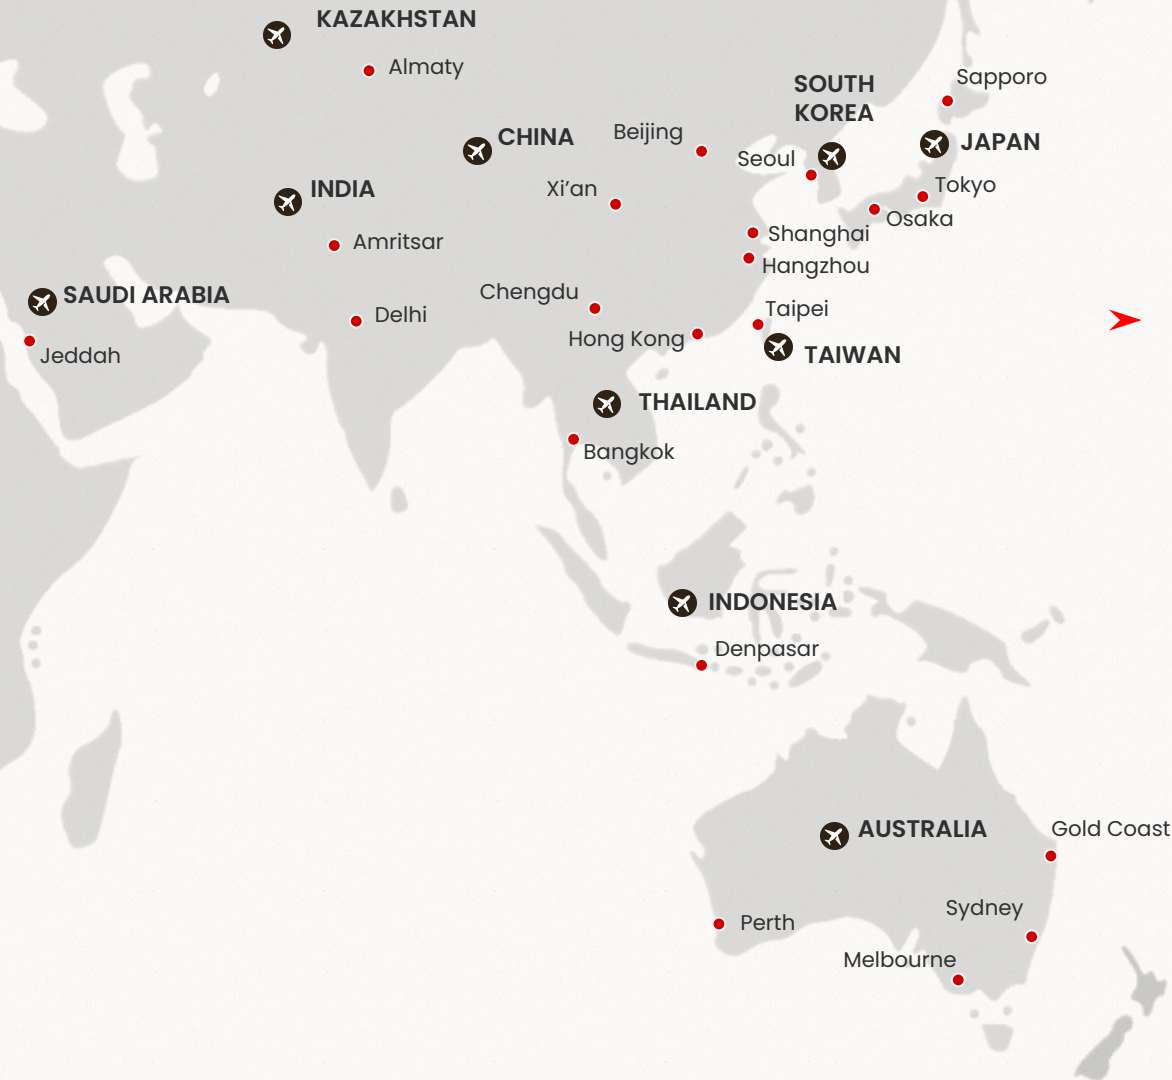 KAZAKHSTAN
Almaty
SOUTH
KOREA
Sapporo
CHINA
Beijing
JAPAN
Seoul
INDIA
Xi’an
Tokyo
Osaka
Amritsar
Shanghai
Hangzhou
SAUDI ARABIA
Chengdu
Delhi
Taipei
Hong Kong
Jeddah
TAIWAN
THAILAND
Bangkok
INDONESIA
Denpasar
AUSTRALIA
Gold Coast
Sydney
Perth
Melbourne